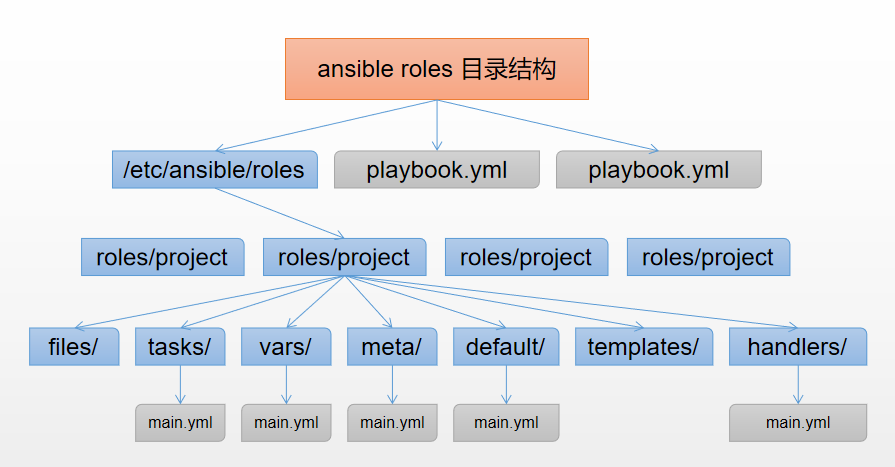 ansible roles 目录结构
/etc/ansible/roles
playbook.yml
playbook.yml
roles/project
roles/project
roles/project
roles/project
files/
tasks/
vars/
meta/
default/
templates/
handlers/
main.yml
main.yml
main.yml
main.yml
main.yml